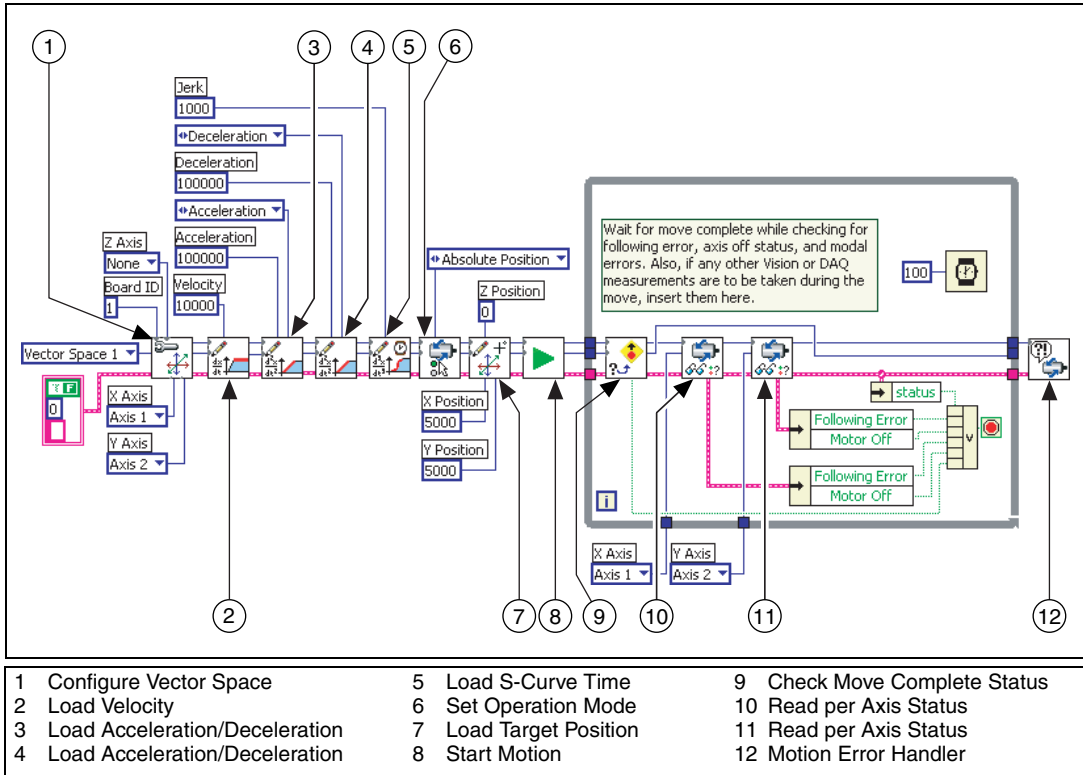 1
3
4
5
6
Jerk
1000
Deceleration
Deceleration
100000
Acceleration
Acceleration
100000
Velocity
10000
Z Axis
None
Board ID
1
Vector Space 1
0
X Axis
Axis 1
Y Axis
Axis 2
Absolute Position
Z Position
0
X Position
5000
Y Position
5000
Wait for move complete while checking for
following error, axis off status, and modal
errors. Also, if any other Vision or DAQ
measurements are to be taken during the
move, insert them here.
100
status
Following Error
Motor Off
Following Error
Motor Off
i
X Axis
Axis 1
Y Axis
Axis 2
2
7
8
9
10
11
12
1 Configure Vector Space
2 Load Velocity
3 Load Acceleration/Deceleration
4 Load Acceleration/Deceleration
5 Load S-Curve Time
6 Set Operation Mode
7 Load Target Position
8 Start Motion
9 Check Move Complete Status
10 Read per Axis Status
11 Read per Axis Status
12 Motion Error Handler